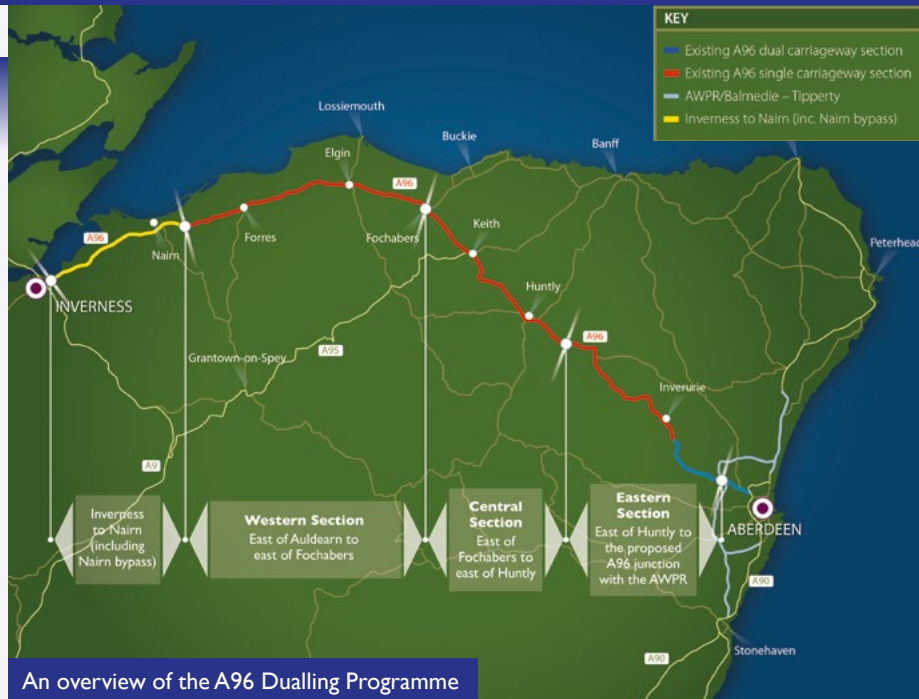 KEY
Existing A96 dual carriageway section
Existing A96 single carriageway section
AWPR/Balmedie – Tipperty
Inverness to Nairn (inc. Nairn bypass)
Lossiemouth
Buckie
Banff
Elgin
A96
Fochabers
Keith
Forres
A96
Nairn
Peterhead
INVERNESS
Huntly
A96
A95
Grantown-on-Spey
Inverurie
A9
ABERDEEN
Inverness
to Nairn
(including
Nairn bypass)
Western Section
East of Auldearn to
east of Fochabers
Central
Section
East of
Fochabers to
east of Huntly
Eastern
Section
East of Huntly to
the proposed
A96 junction
with the AWPR
A90
Stonehaven
A90
An overview of the A96 Dualling Programme